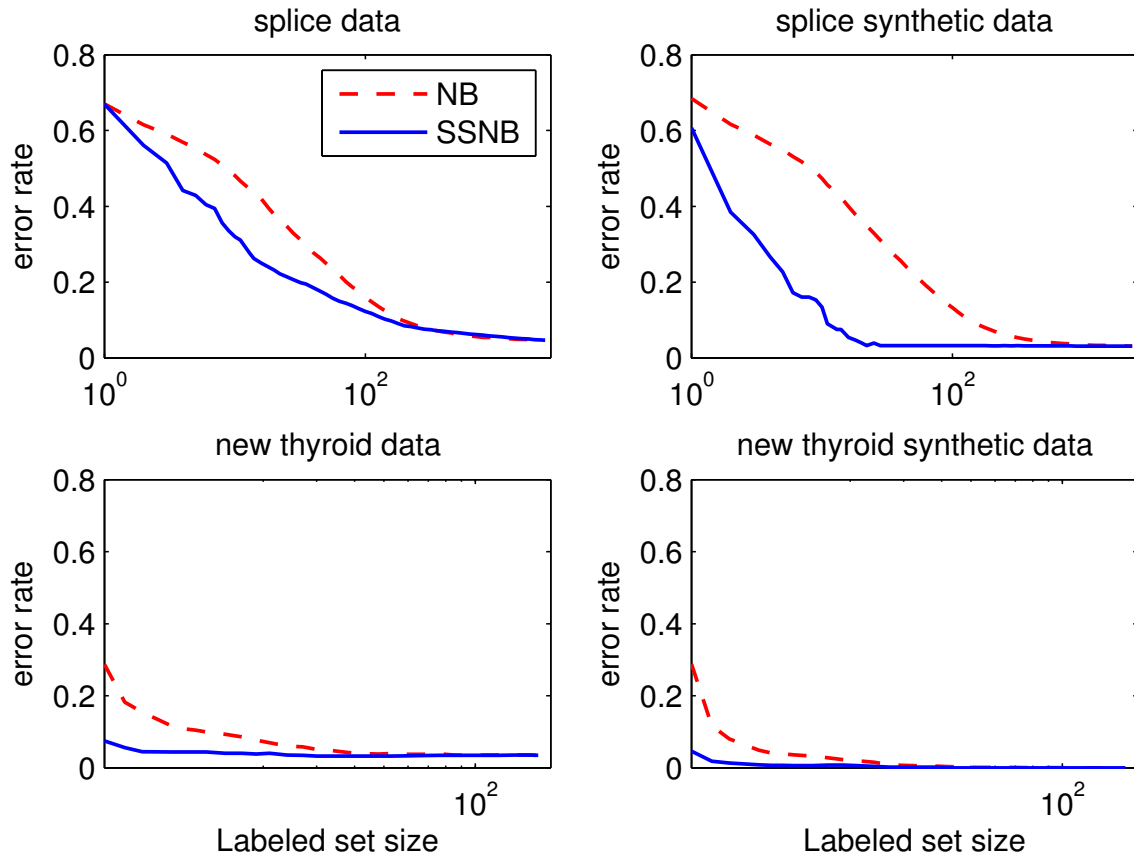 splice data
error rate
0.8
0.6
0.4
0.2
0
10^0
10^2
NB
SSNB
splice synthetic data
error rate
0.8
0.6
0.4
0.2
0
10^0
10^2
new thyroid data
error rate
0.8
0.6
0.4
0.2
0
10^2
Labeled set size
new thyroid synthetic data
error rate
0.8
0.6
0.4
0.2
0
10^2
Labeled set size